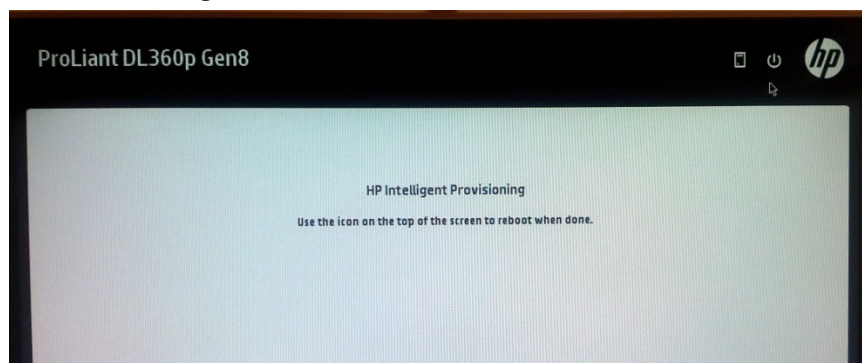 ProLiant DL360p Gen8
hp
HP Intelligent Provisioning
Use the icon on the top of the screen to reboot when done.